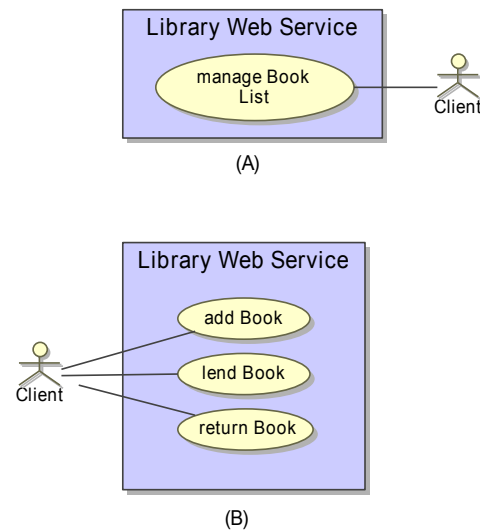 Library Web Service
manage Book
List
Client
(A)
Library Web Service
add Book
lend Book
Client
return Book
(B)